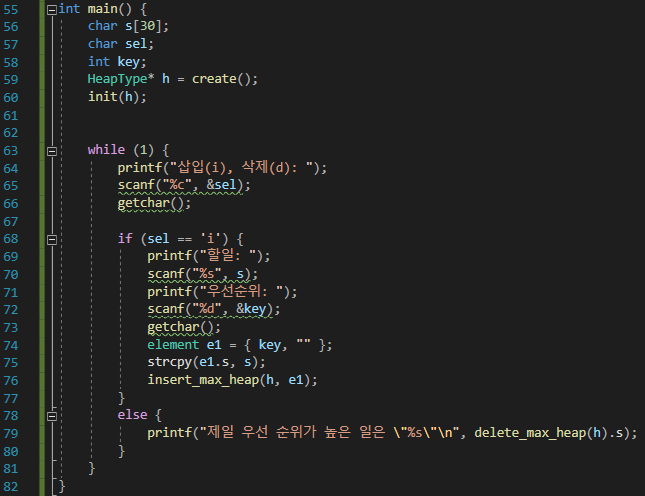 55 int main() {
56 char s[30];
57 char sel;
58 int key;
59 HeapType* h = create();
60 init(h);
61
62
63 while (1) {
64 printf("삽입(i), 삭제(d): ");
65 scanf("%c", &sel);
66 getchar();
67
68 if (sel == 'i') {
69 printf("할일: ");
70 scanf("%s", s);
71 printf("우선순위: ");
72 scanf("%d", &key);
73 getchar();
74 element e1 = { key, "" };
75 strcpy(e1.s, s);
76 insert_max_heap(h, e1);
77 }
78 else {
79 printf("제일 우선 순위가 높은 일은 \"%s\"\n", delete_max_heap(h).s);
80 }
81 }
82 }